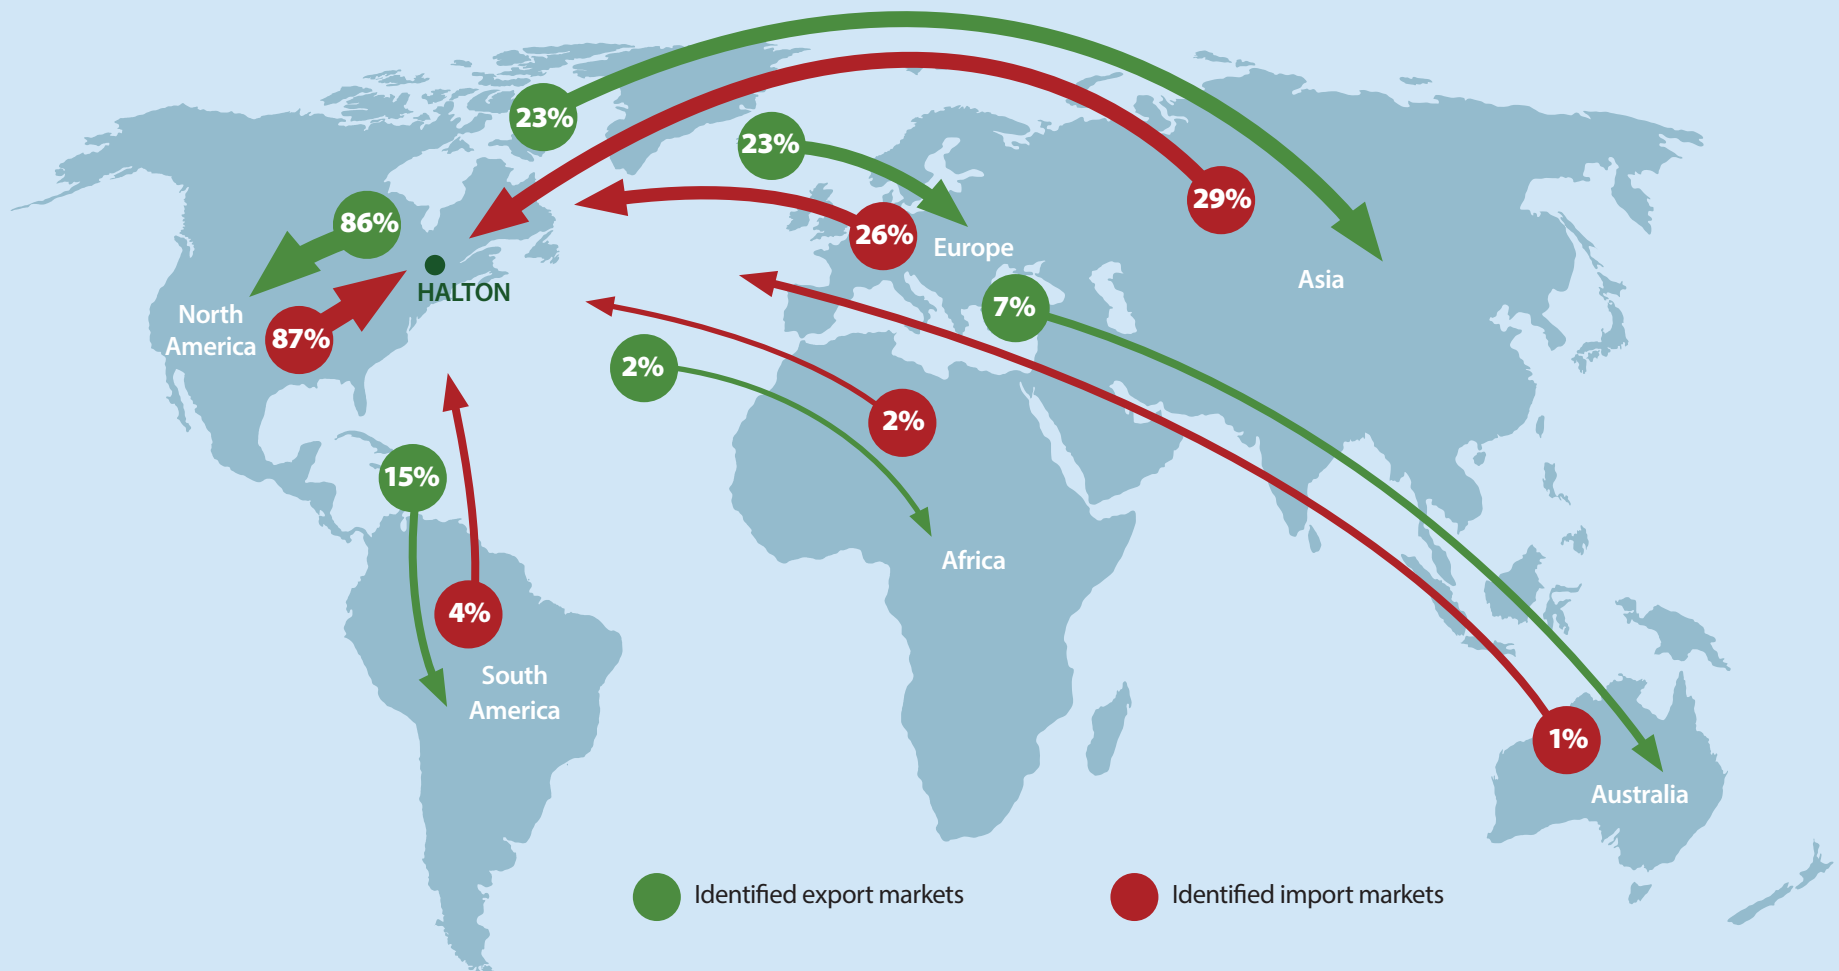 23%
23%
29%
86%
26%
Europe
Asia
HALTON
North
America
87%
7%
2%
2%
15%
Africa
4%
South
America
1%
Australia
Identified export markets
Identified import markets